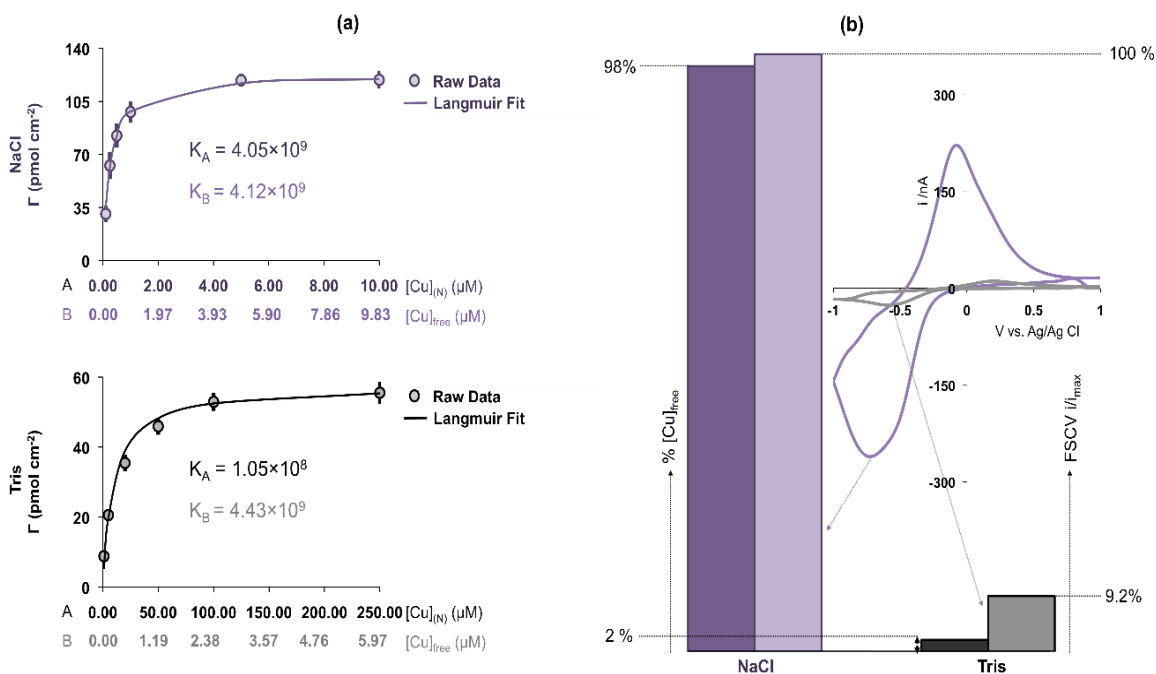 (a)
140
105
70
35
0
NaCl
Γ (pmol cm⁻²)
Raw Data
Langmuir Fit
K_A = 4.05×10⁹
K_B = 4.12×10⁹
A 0.00 2.00 4.00 6.00 8.00 10.00 [Cu]₍N₎ (µM)
B 0.00 1.97 3.93 5.90 7.86 9.83 [Cu]free (µM)
60
40
20
0
Tris
Γ (pmol cm⁻²)
Raw Data
Langmuir Fit
K_A = 1.05×10⁸
K_B = 4.43×10⁹
A 0.00 50.00 100.00 150.00 200.00 250.00 [Cu]₍N₎ (µM)
B 0.00 1.19 2.38 3.57 4.76 5.97 [Cu]free (µM)
(b)
98%
100 %
300
150
0
-150
-300
i /nA
-1 -0.5 0 0.5 1
V vs. Ag/Ag Cl
% [Cu]free
FSCV i/i max
2 %
9.2%
NaCl Tris